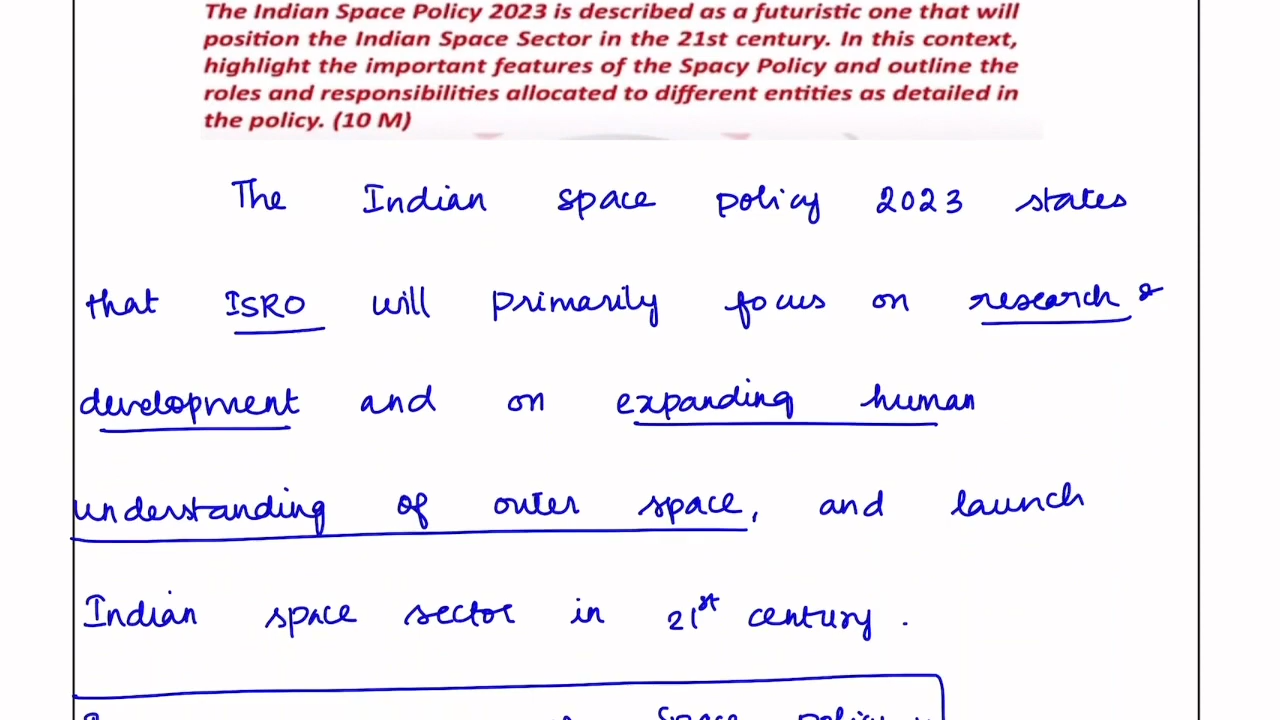 The Indian Space Policy 2023 is described as a futuristic one that will
position the Indian Space Sector in the 21st century. In this context,
highlight the important features of the Spacy Policy and outline the
roles and responsibilities allocated to different entities as detailed in
the policy. (10 M)
The Indian space policy 2023 states
that ISRO will primarily focus on research &
development and on expanding human
understanding of outer space, and launch
Indian space sector in 21st century.
Space policy